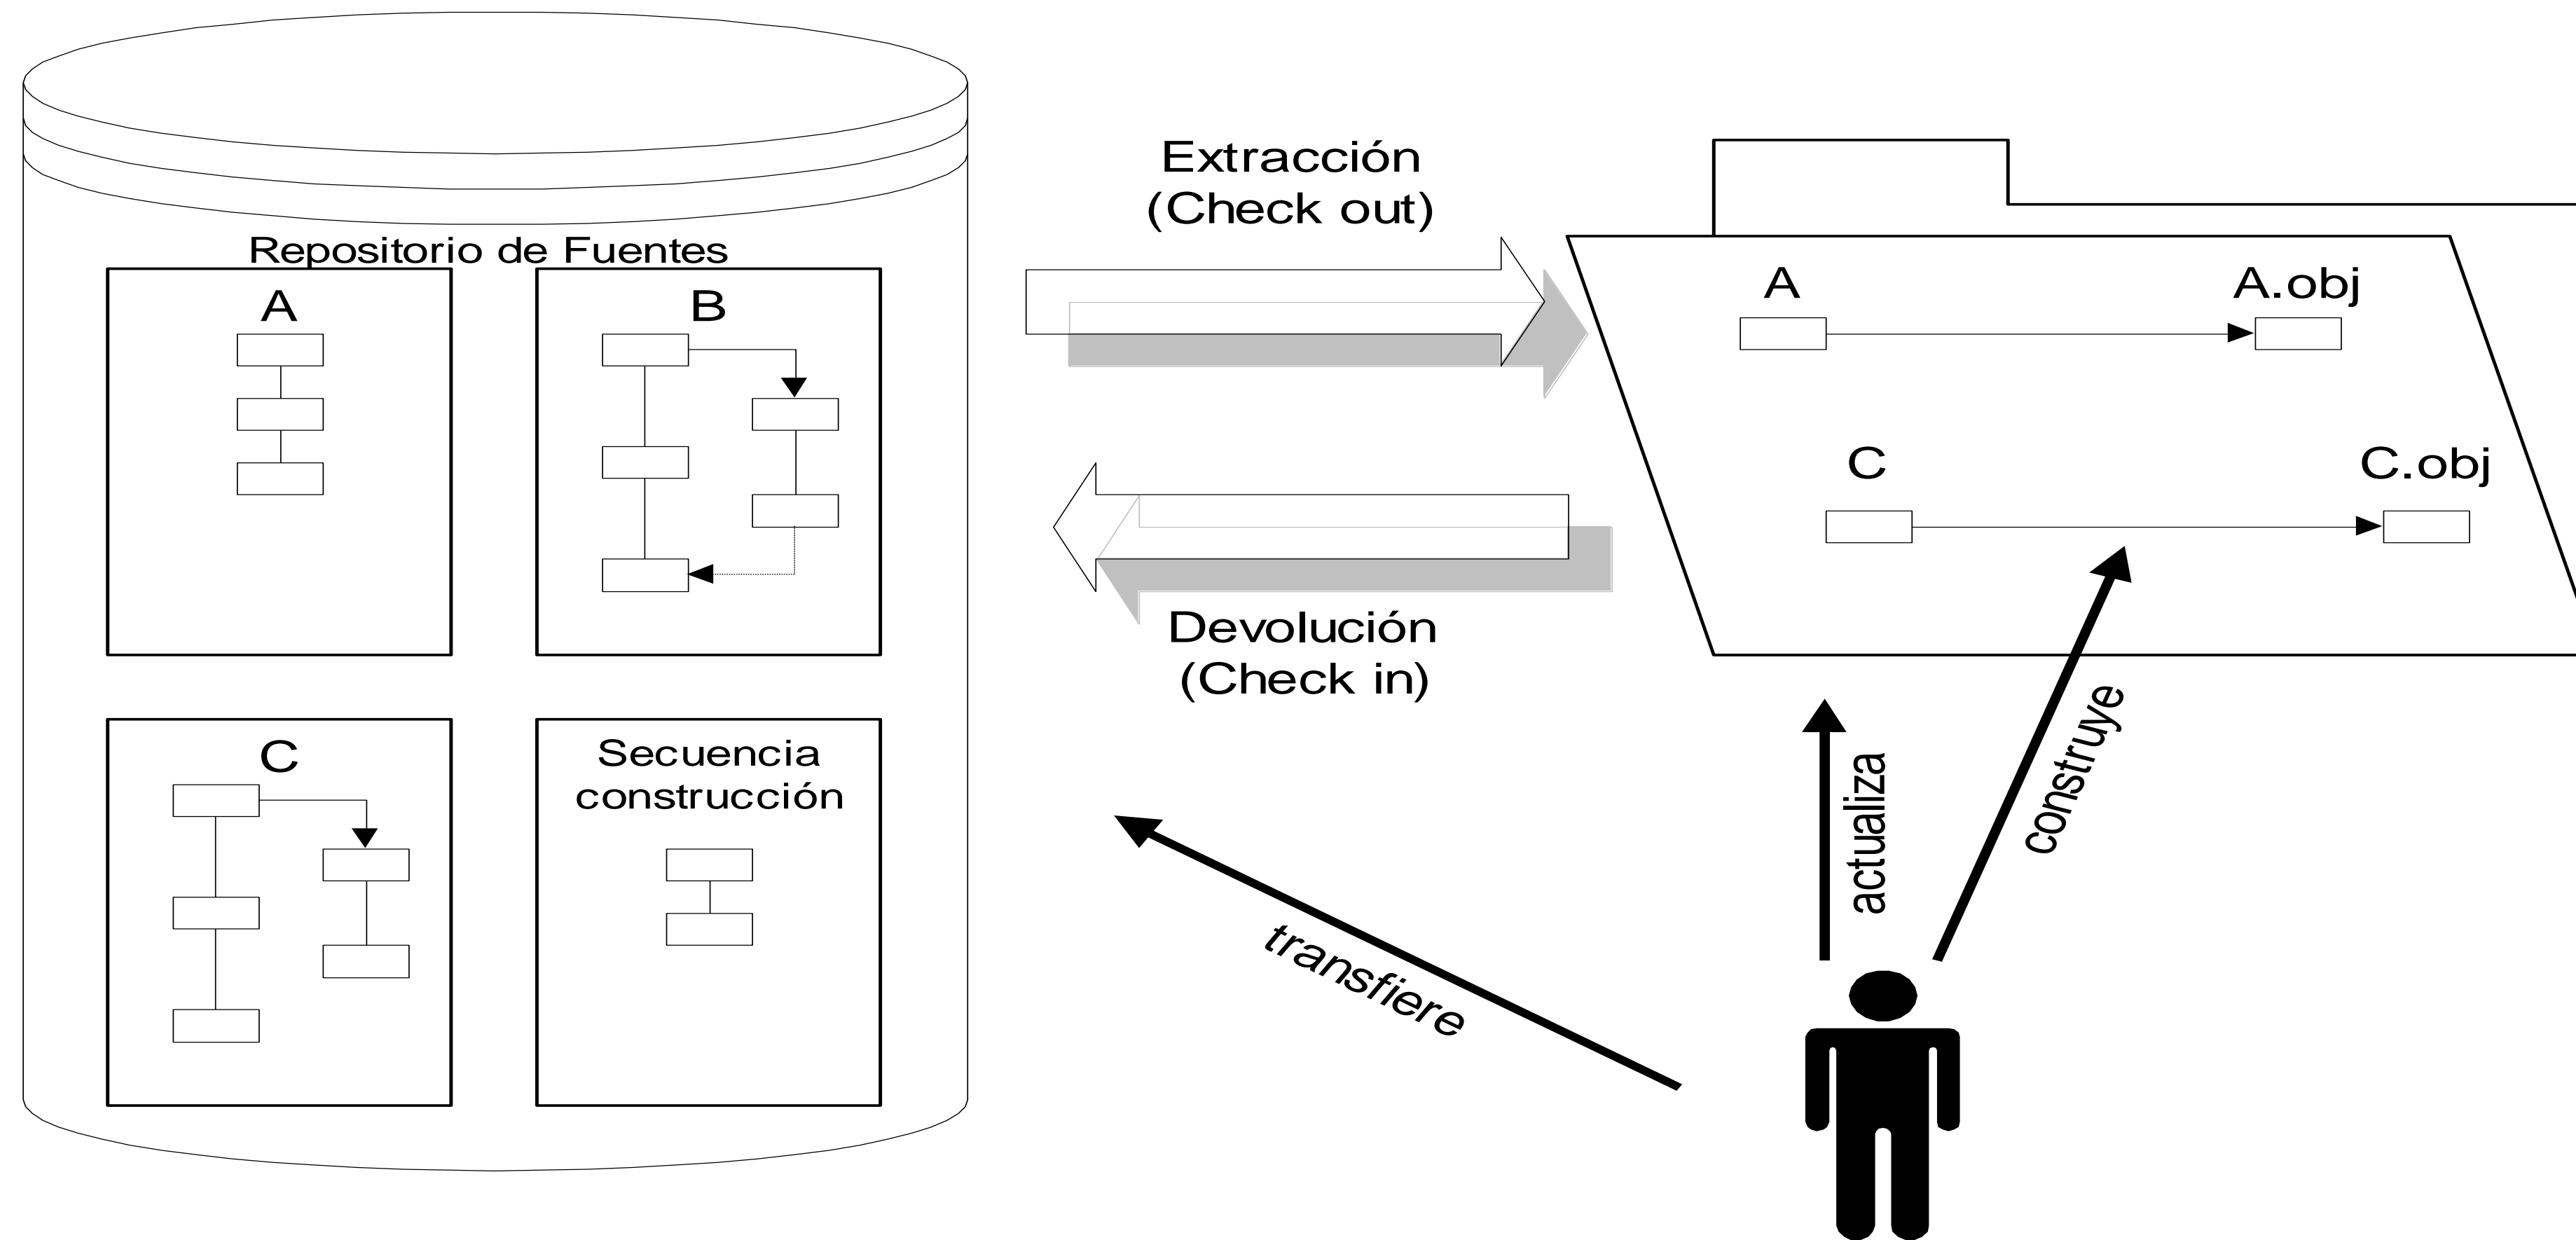 Repositorio de Fuentes
A
B
C
Secuencia
construcción
Extracción
(Check out)
Devolución
(Check in)
A
A.obj
C
C.obj
transfiere
actualiza
construye